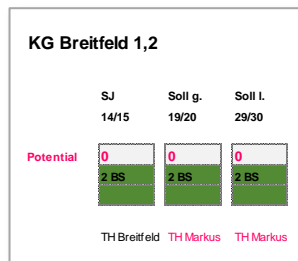 KG Breitfeld 1,2
SJ Soll g. Soll l.
14/15 19/20 29/30
Potential 0 0 0
2 BS 2 BS 2 BS
TH Breitfeld TH Markus TH Markus